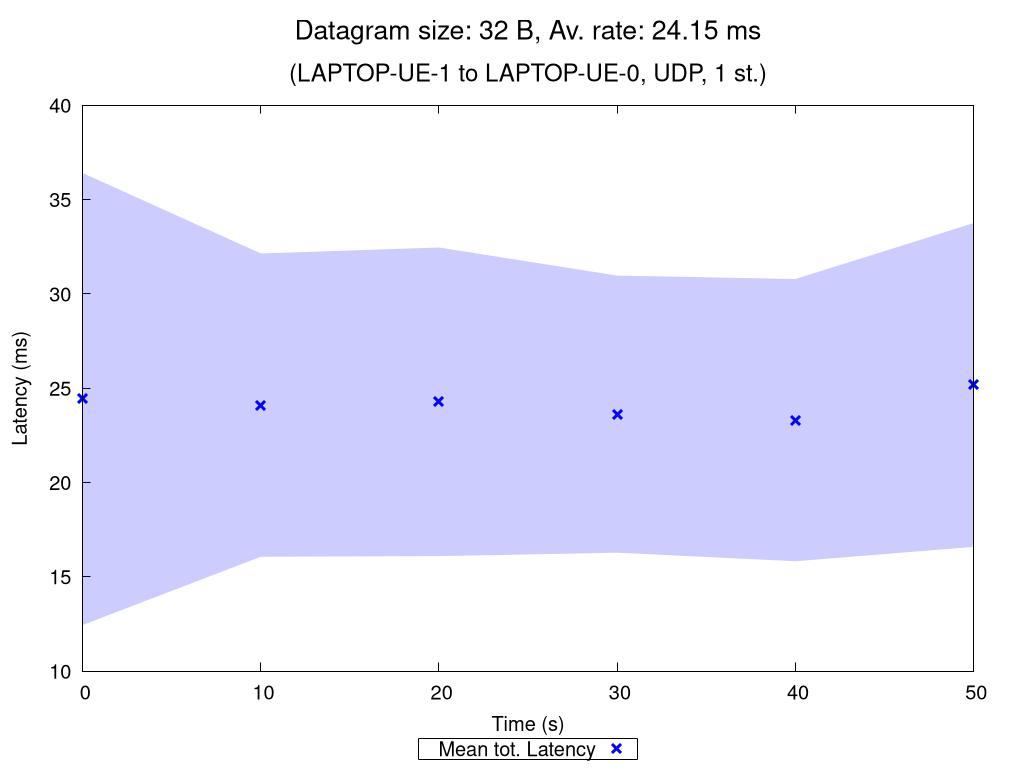 Datagram size: 32 B, Av. rate: 24.15 ms
(LAPTOP-UE-1 to LAPTOP-UE-0, UDP, 1 st.)
40
35
30
25
20
15
10
Latency (ms)
0 10 20 30 40 50
Time (s)
Mean tot. Latency